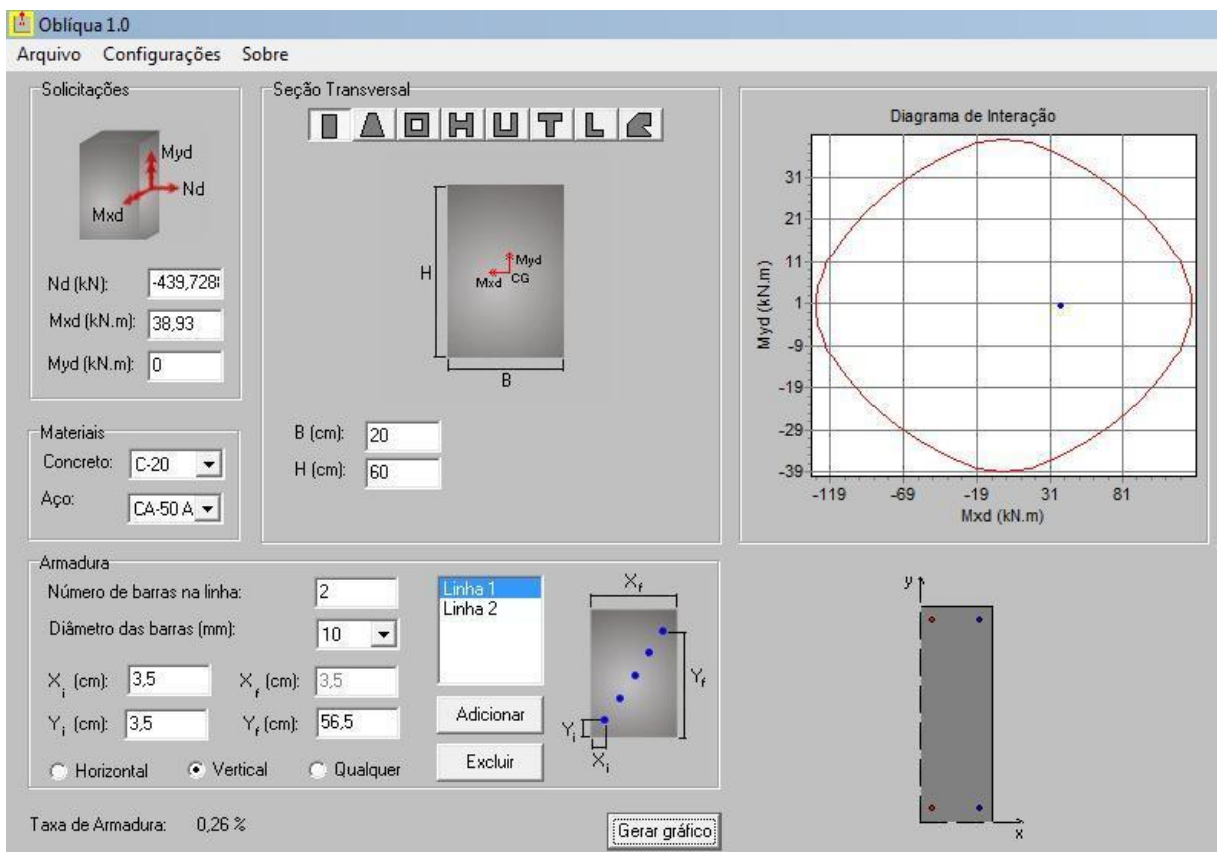 Oblíqua 1.0
Arquivo Configurações Sobre
Solicitações
Myd
Nd
Mxd
Nd (kN): -439,728
Mxd (kN.m): 38,93
Myd (kN.m): 0
Materiais
Concreto: C-20
Aço: CA-50 A
Seção Transversal
H
Myd
Mxd CG
B
B (cm): 20
H (cm): 60
Diagrama de Interação
Myd (kN.m)
31
21
11
1
-9
-19
-29
-39
-119 -69 -19 31 81
Mxd (kN.m)
Armadura
Número de barras na linha: 2
Diâmetro das barras (mm): 10
Xi (cm): 3,5 Xf (cm): 3,5
Yi (cm): 3,5 Yf (cm): 56,5
Horizontal Vertical Qualquer
Linha 1
Linha 2
Adicionar
Excluir
Xf
Yf
Yi
Xi
Taxa de Armadura: 0,26 %
Gerar gráfico
y
x